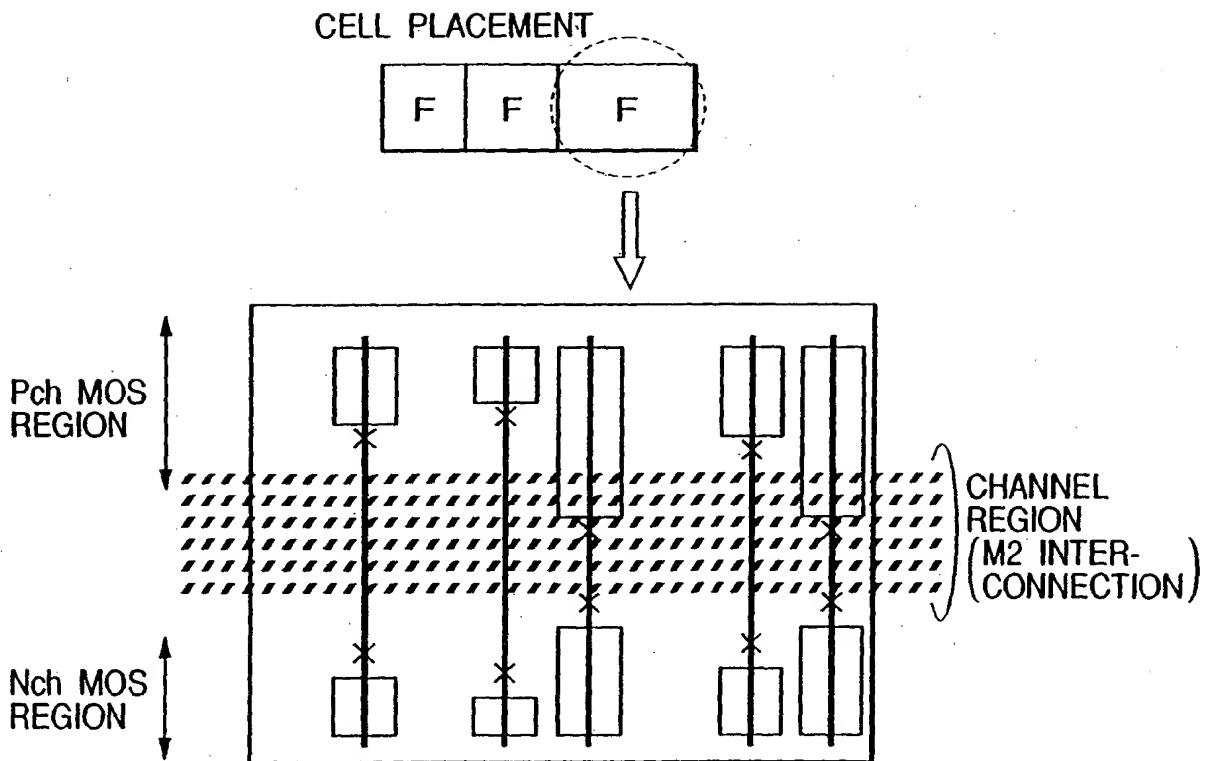 CELL PLACEMENT
F F F
Pch MOS
REGION
CHANNEL
REGION
(M2 INTER-
CONNECTION)
Nch MOS
REGION